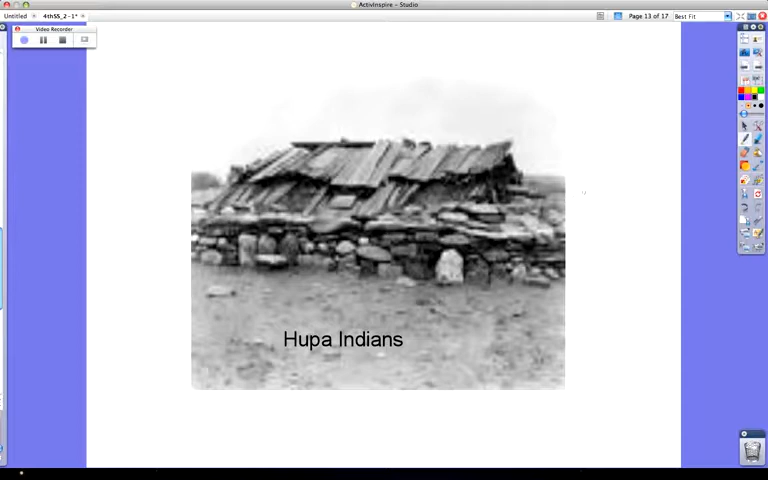 ActivInspire – Studio
Untitled
4thSS_2-1*
Page 13 of 17
Best Fit
Video Recorder
Hupa Indians